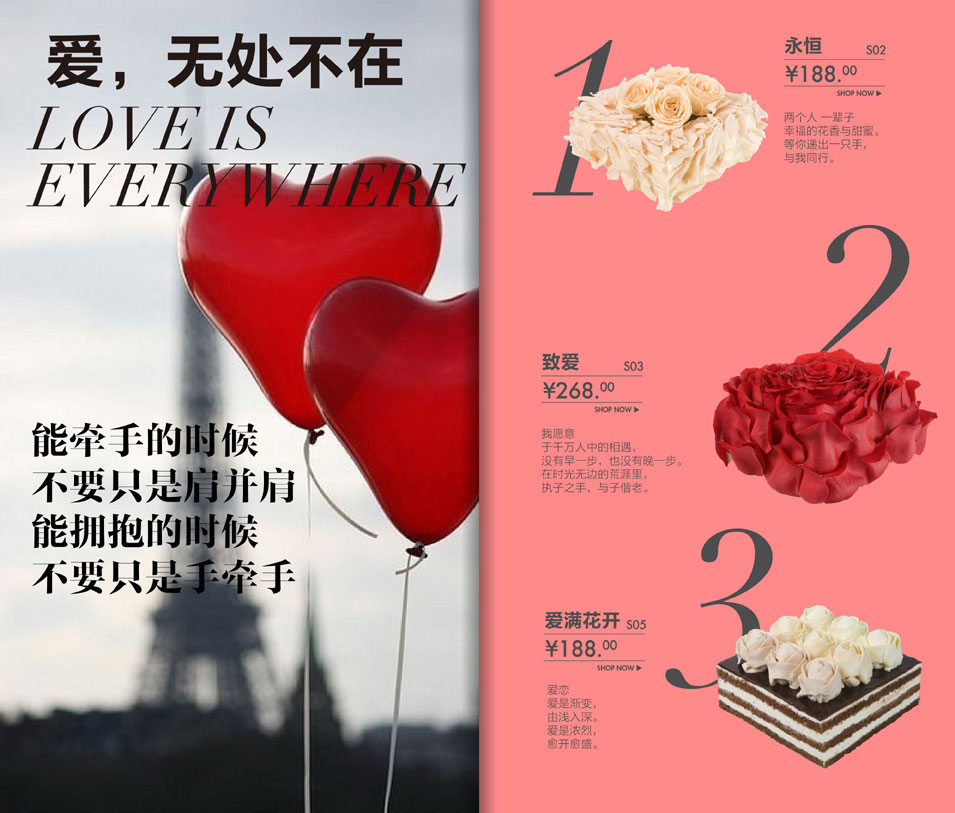 爱，无处不在
LOVE IS
EVERYWHERE
能牵手的时候
不要只是肩并肩
能拥抱的时候
不要只是手牵手
1
永恒 S02
¥188.00
SHOP NOW ▶
两个人 一辈子
幸福的花香与甜蜜。
等你递出一只手，
与我同行。
2
致爱 S03
¥268.00
SHOP NOW ▶
我愿意
于千万人中的相遇，
没有早一步，也没有晚一步。
在时光无边的荒涯里，
执子之手，与子偕老。
3
爱满花开 S05
¥188.00
SHOP NOW ▶
爱恋
爱是渐变，
由浅入深。
爱是浓烈，
愈开愈盛。